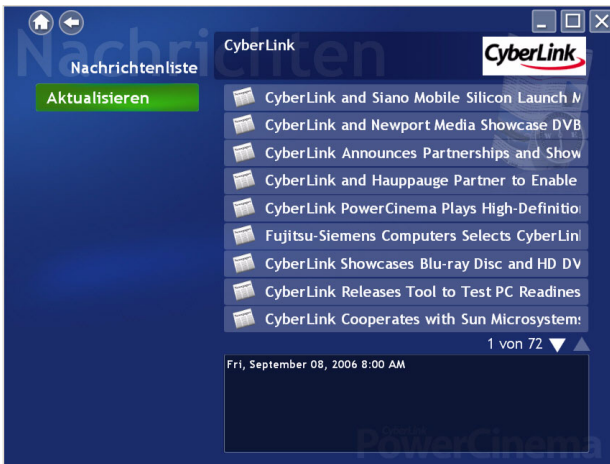 Nachrichten
Nachrichtenliste
Aktualisieren
CyberLink
CyberLink
CyberLink and Siano Mobile Silicon Launch M
CyberLink and Newport Media Showcase DVB
CyberLink Announces Partnerships and Show
CyberLink and Hauppauge Partner to Enable
CyberLink PowerCinema Plays High-Definitio
Fujitsu-Siemens Computers Selects CyberLin
CyberLink Showcases Blu-ray Disc and HD DV
CyberLink Releases Tool to Test PC Readines
CyberLink Cooperates with Sun Microsystems
1 von 72
Fri, September 08, 2006 8:00 AM
CyberLink
PowerCinema